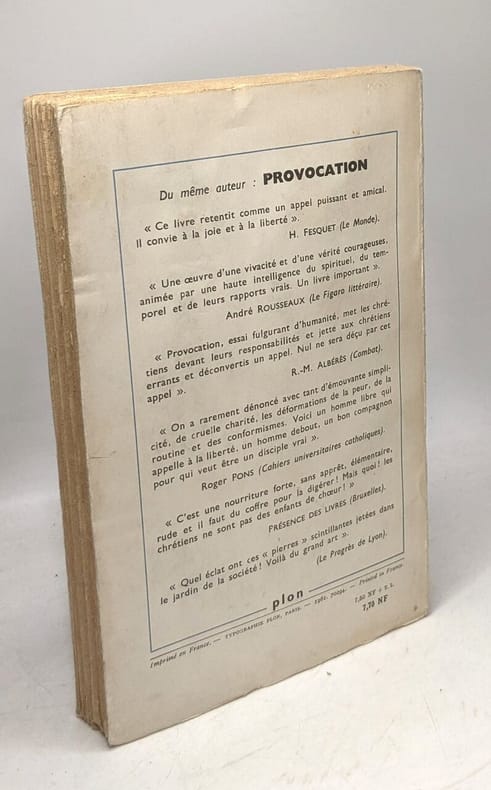 Du même auteur : PROVOCATION
« Ce livre retentit comme un appel puissant et amical.
Il convie à la joie et à la liberté ».
H. FESQUET (Le Monde).
« Une œuvre d'une vivacité et d'une vérité courageuses,
animée par une haute intelligence du spirituel, du tem-
porel et de leurs rapports vrais. Un livre important ».
André ROUSSEAUX (Le Figaro littéraire).
« Provocation, essai fulgurant d'humanité, met les chré-
tiens devant leurs responsabilités et jette aux chrétiens
errants et déconvertis un appel. Nul ne sera déçu par cet
appel ».
R.-M. ALBÉRÈS (Combat).
« On a rarement dénoncé avec tant d'émouvante simpli-
cité, de cruelle charité, les déformations de la peur, de la
routine et des conformismes. Voici un homme libre qui
appelle à la liberté, un homme debout, un bon compagnon
pour qui veut être un disciple vrai ».
Roger PONS (Cahiers universitaires catholiques).
« C'est une nourriture forte, sans apprêt, élémentaire,
rude et il faut du coffre pour la digérer ! Mais quoi ! les
chrétiens ne sont pas des enfants de chœur ! »
PRÉSENCE DES LIVRES (Bruxelles).
« Quel éclat ont ces « pierres » scintillantes jetées dans
le jardin de la société ! Voilà du grand art ».
(Le Progrès de Lyon).
plon
Imprimé en France. — TYPOGRAPHIE PLON, PARIS. — 1961. — Printed in France.
7,50 NF + T.L.
7,70 NF